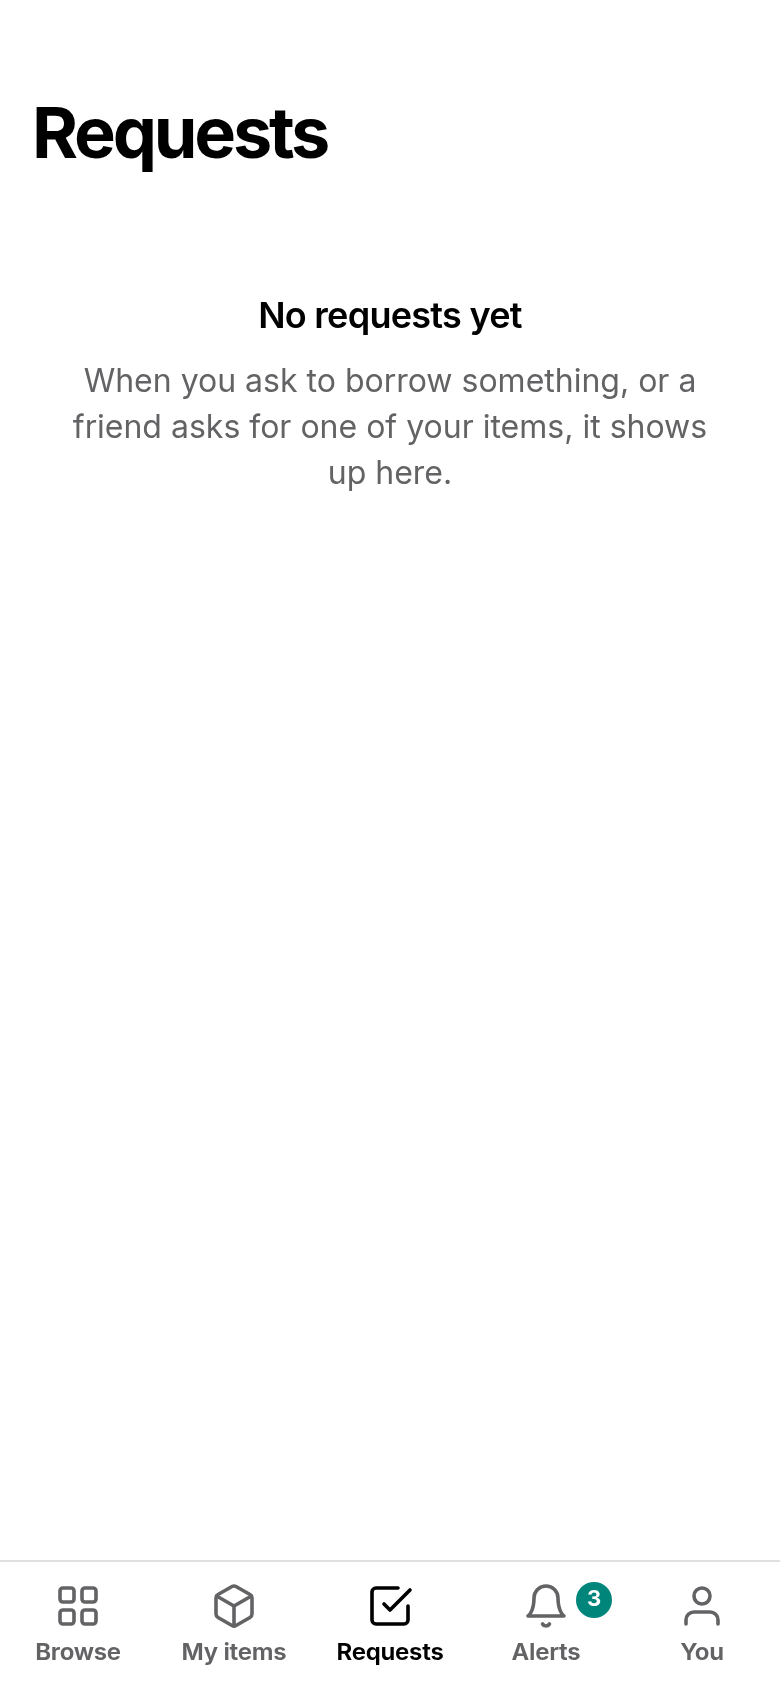 Requests
No requests yet
When you ask to borrow something, or a
friend asks for one of your items, it shows
up here.
3
Browse
My items
Requests
Alerts
You